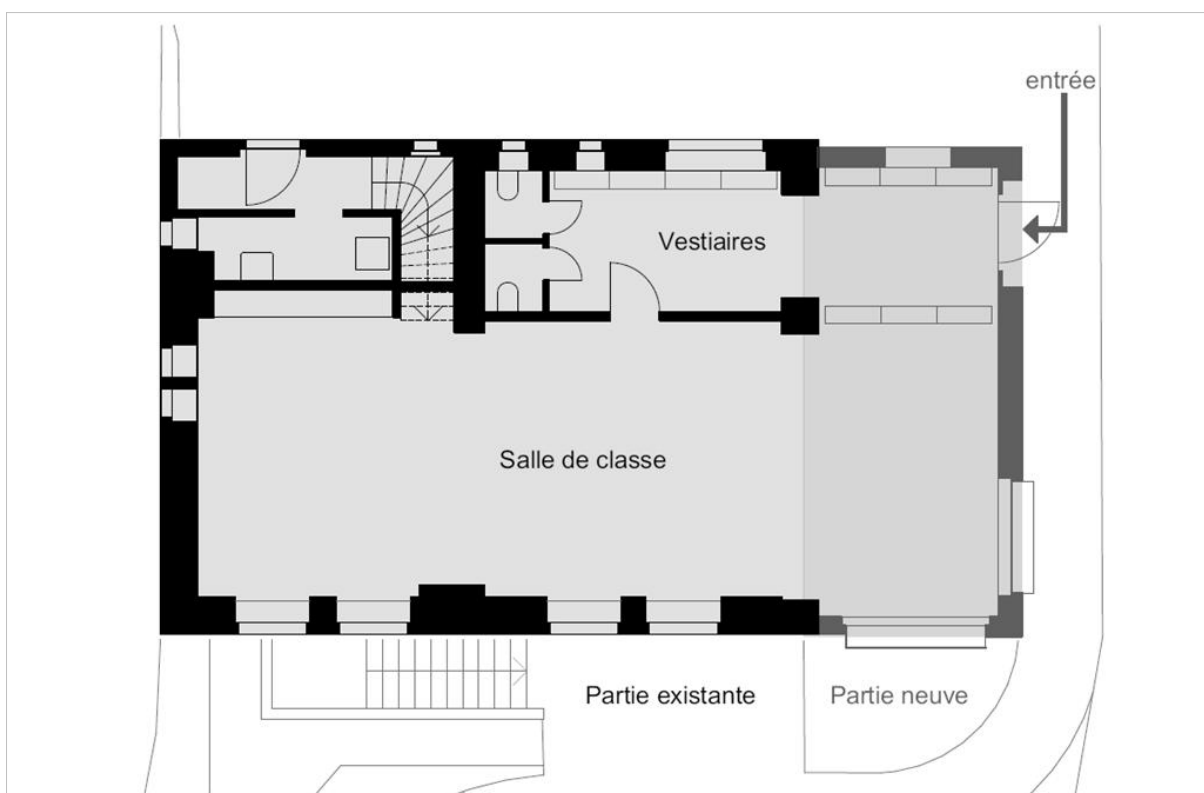 entrée
Vestiaires
Salle de classe
Partie existante
Partie neuve